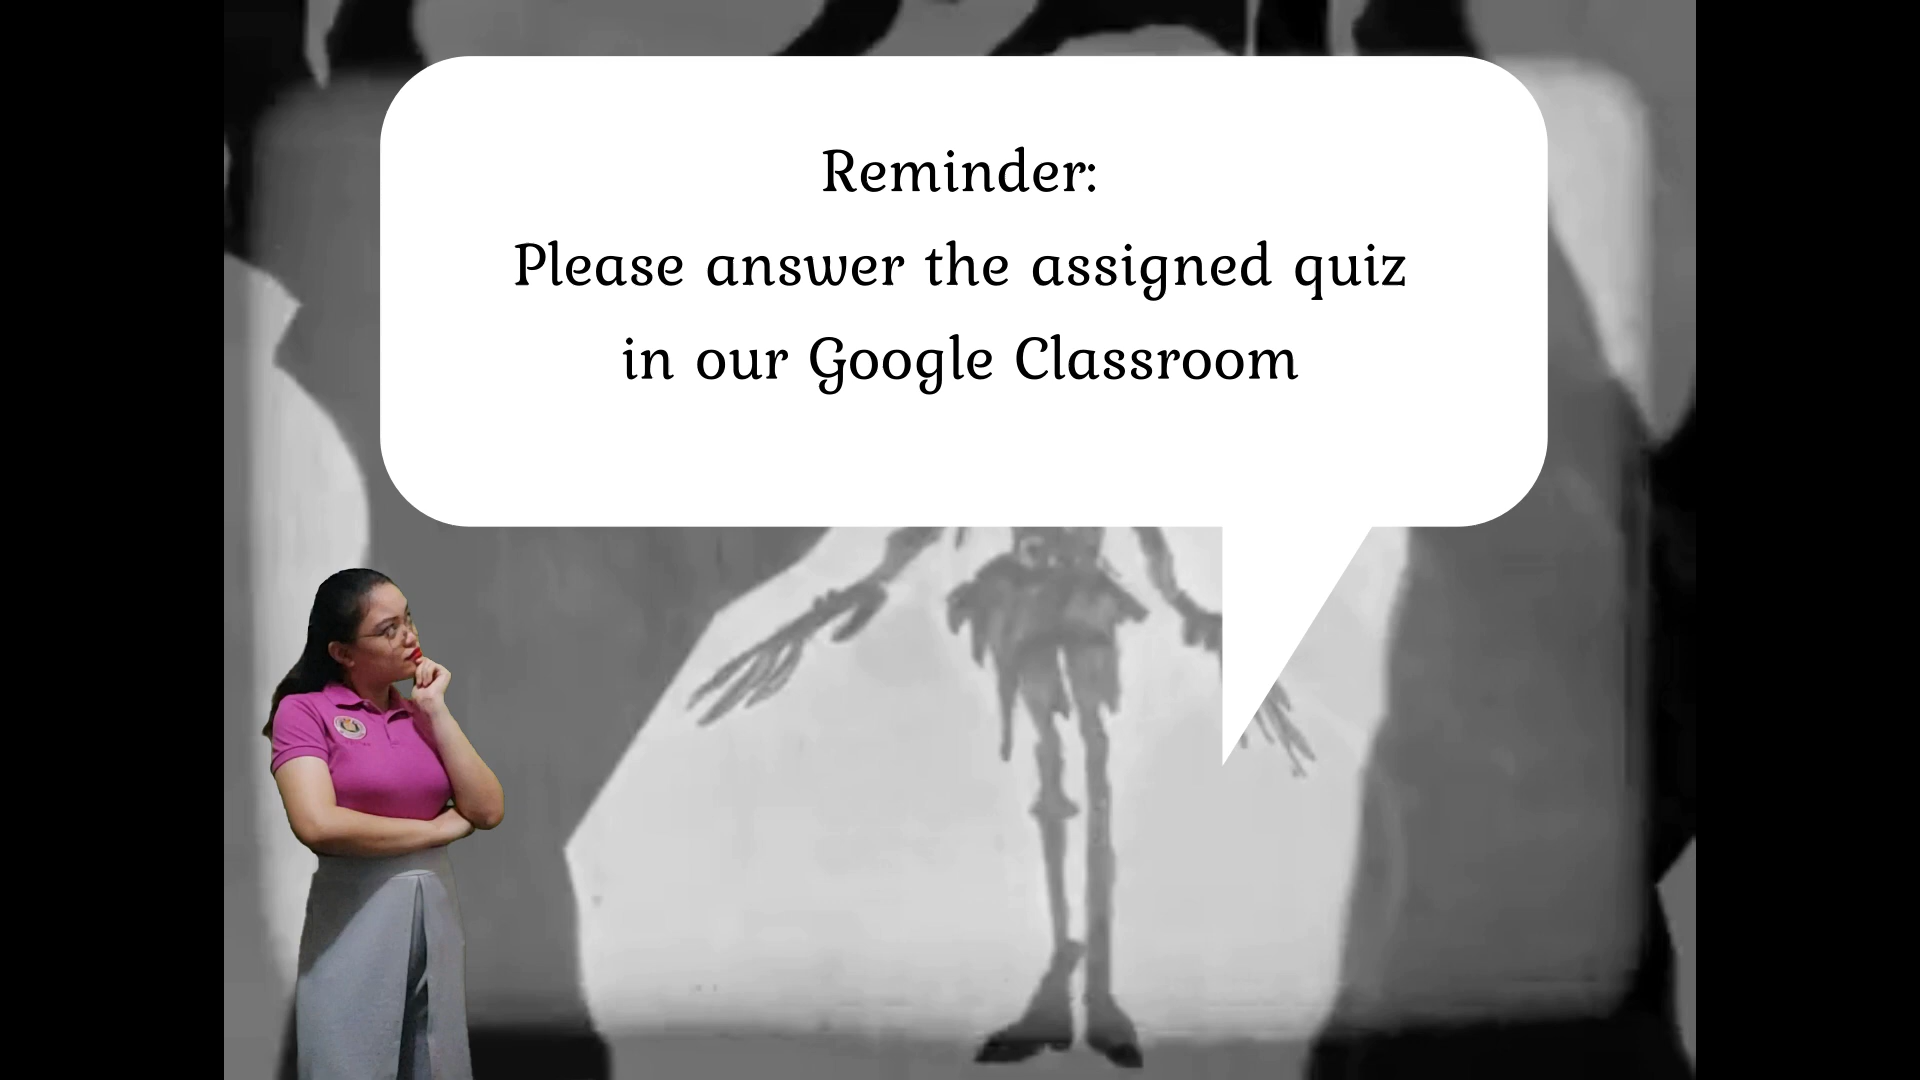 Reminder:
Please answer the assigned quiz
in our Google Classroom